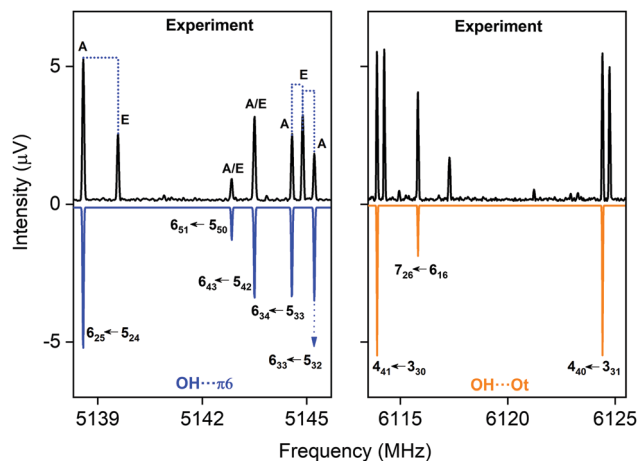 Experiment
Experiment
A
E
A/E
A/E
A
E
A
5
0
-5
Intensity (μV)
6₅₁←5₅₀
6₄₃←5₄₂
6₃₄←5₃₃
6₂₅←5₂₄
6₃₃←5₃₂
OH···π6
7₂₆←6₁₆
4₄₁←3₃₀
4₄₀←3₃₁
OH···Ot
5139
5142
5145
6115
6120
6125
Frequency (MHz)